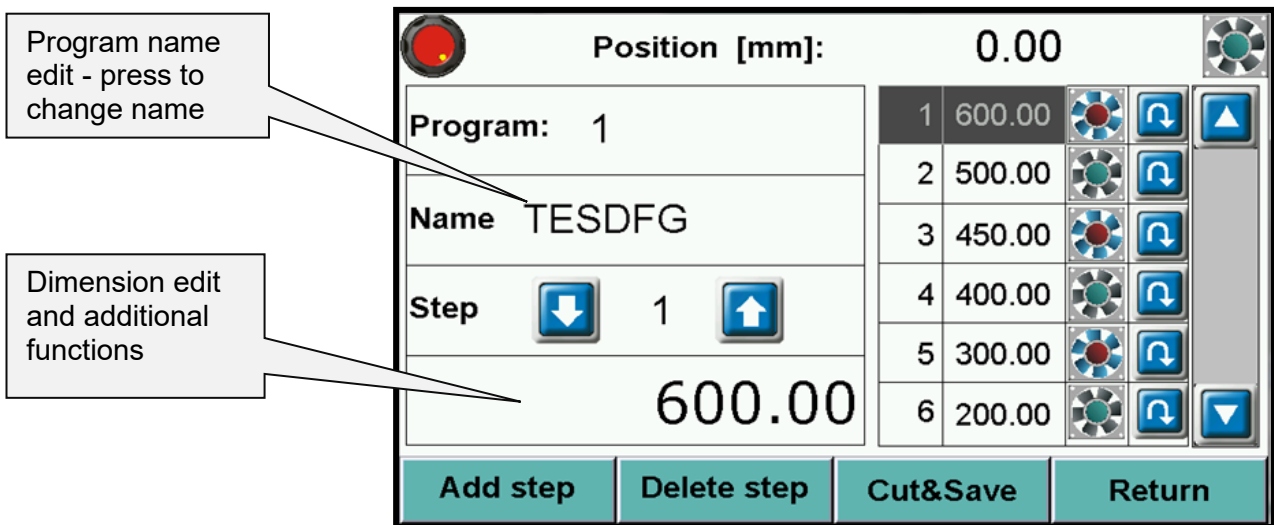 Program name
edit - press to
change name
Dimension edit
and additional
functions
Position [mm]: 0.00
Program: 1
Name TESDFG
Step 1
600.00
1 600.00
2 500.00
3 450.00
4 400.00
5 300.00
6 200.00
Add step Delete step Cut&Save Return